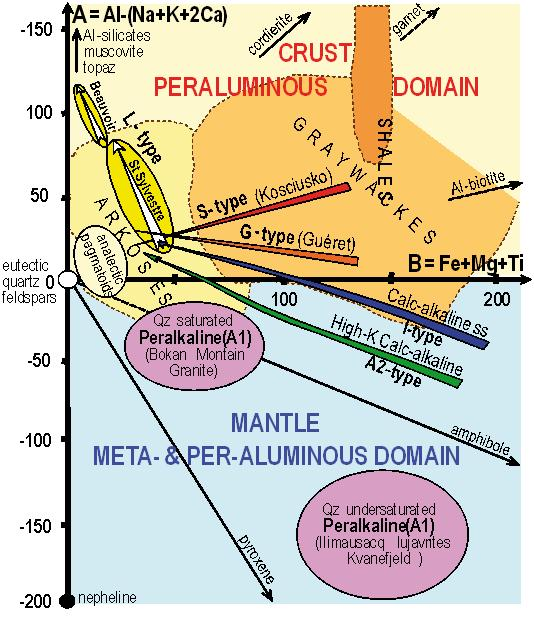 A = Al-(Na+K+2Ca)
-150
Al-silicates
muscovite
topaz
cordierite
garnet
CRUST
PERALUMINOUS DOMAIN
100
Beauvoir
L- type
St Sylvestre
GRAYWACKES
SHALES
50
S-type (Kosciusko)
Al-biotite
ARKOSES
G-type (Guéret)
anatectic
pagmatoid
B = Fe+Mg+Ti
eutectic
quartz
feldspars
0
100
200
Calc-alkaline ss
I-type
High-K Calc-alkaline
A2-type
Qz saturated
Peralkaline(A1)
(Bokan Montain
Granite)
-50
-100
MANTLE
META- & PER-ALUMINOUS DOMAIN
amphibole
-150
Qz undersaturated
Peralkaline(A1)
(Ilimausacq lujavrites
Kvanefjeld )
pyroxene
-200
nepheline